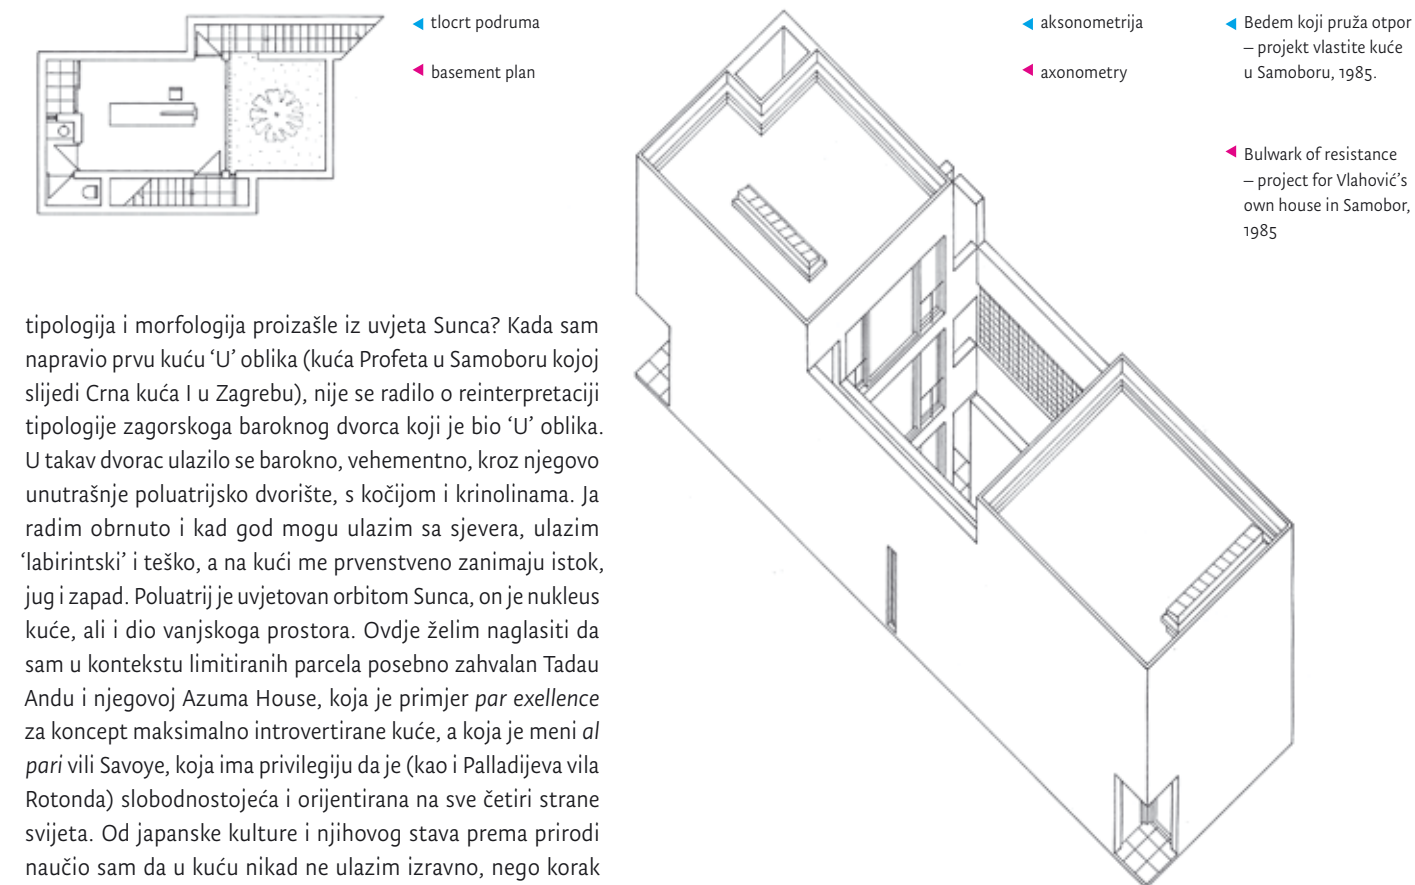 tlocrt podruma
basement plan
aksonometrija
axonometry
Bedem koji pruža otpor
– projekt vlastite kuće
u Samoboru, 1985.
Bulwark of resistance
– project for Vlahović’s
own house in Samobor,
1985
tipologija i morfologija proizašle iz uvjeta Sunca? Kada sam
napravio prvu kuću ‘U’ oblika (kuća Profeta u Samoboru kojoj
slijedi Crna kuća I u Zagrebu), nije se radilo o reinterpretaciji
tipologije zagorskoga baroknog dvorca koji je bio ‘U’ oblika.
U takav dvorac ulazilo se barokno, vehementno, kroz njegovo
unutrašnje poluatrijsko dvorište, s kočijom i krinolinama. Ja
radim obrnuto i kad god mogu ulazim sa sjevera, ulazim
‘labirintski’ i teško, a na kući me prvenstveno zanimaju istok,
jug i zapad. Poluatrij je uvjetovan orbitom Sunca, on je nukleus
kuće, ali i dio vanjskoga prostora. Ovdje želim naglasiti da
sam u kontekstu limitiranih parcela posebno zahvalan Tadau
Andu i njegovoj Azuma House, koja je primjer par exellence
za koncept maksimalno introvertirane kuće, a koja je meni al
pari vili Savoye, koja ima privilegiju da je (kao i Palladijeva vila
Rotonda) slobodnostojeća i orijentirana na sve četiri strane
svijeta. Od japanske kulture i njihovog stava prema prirodi
naučio sam da u kuću nikad ne ulazim izravno, nego korak